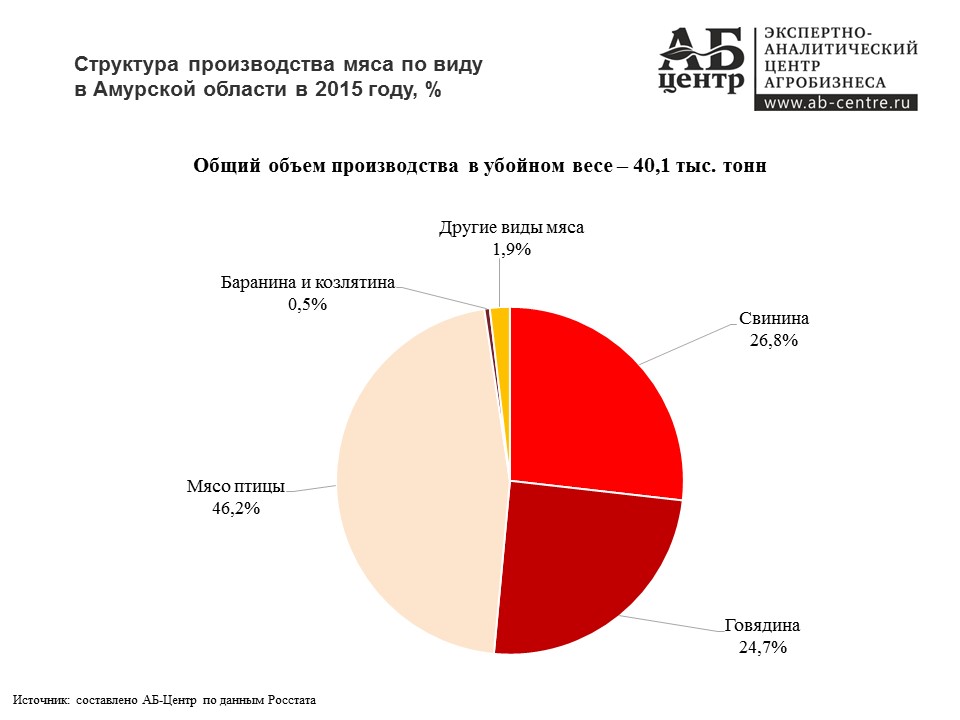 Структура производства мяса по виду
в Амурской области в 2015 году, %
АБ
центр
ЭКСПЕРТНО-
АНАЛИТИЧЕСКИЙ
ЦЕНТР
АГРОБИЗНЕСА
www.ab-centre.ru
Общий объем производства в убойном весе – 40,1 тыс. тонн
Другие виды мяса
1,9%
Баранина и козлятина
0,5%
Свинина
26,8%
Мясо птицы
46,2%
Говядина
24,7%
Источник: составлено АБ-Центр по данным Росстата